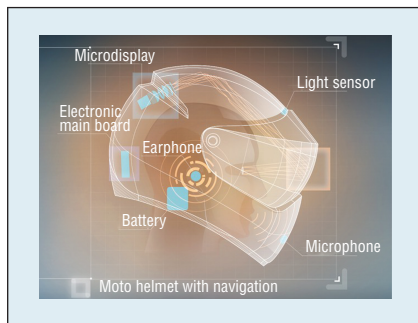 Microdisplay
Light sensor
Electronic
main board
Earphone
Battery
Microphone
Moto helmet with navigation